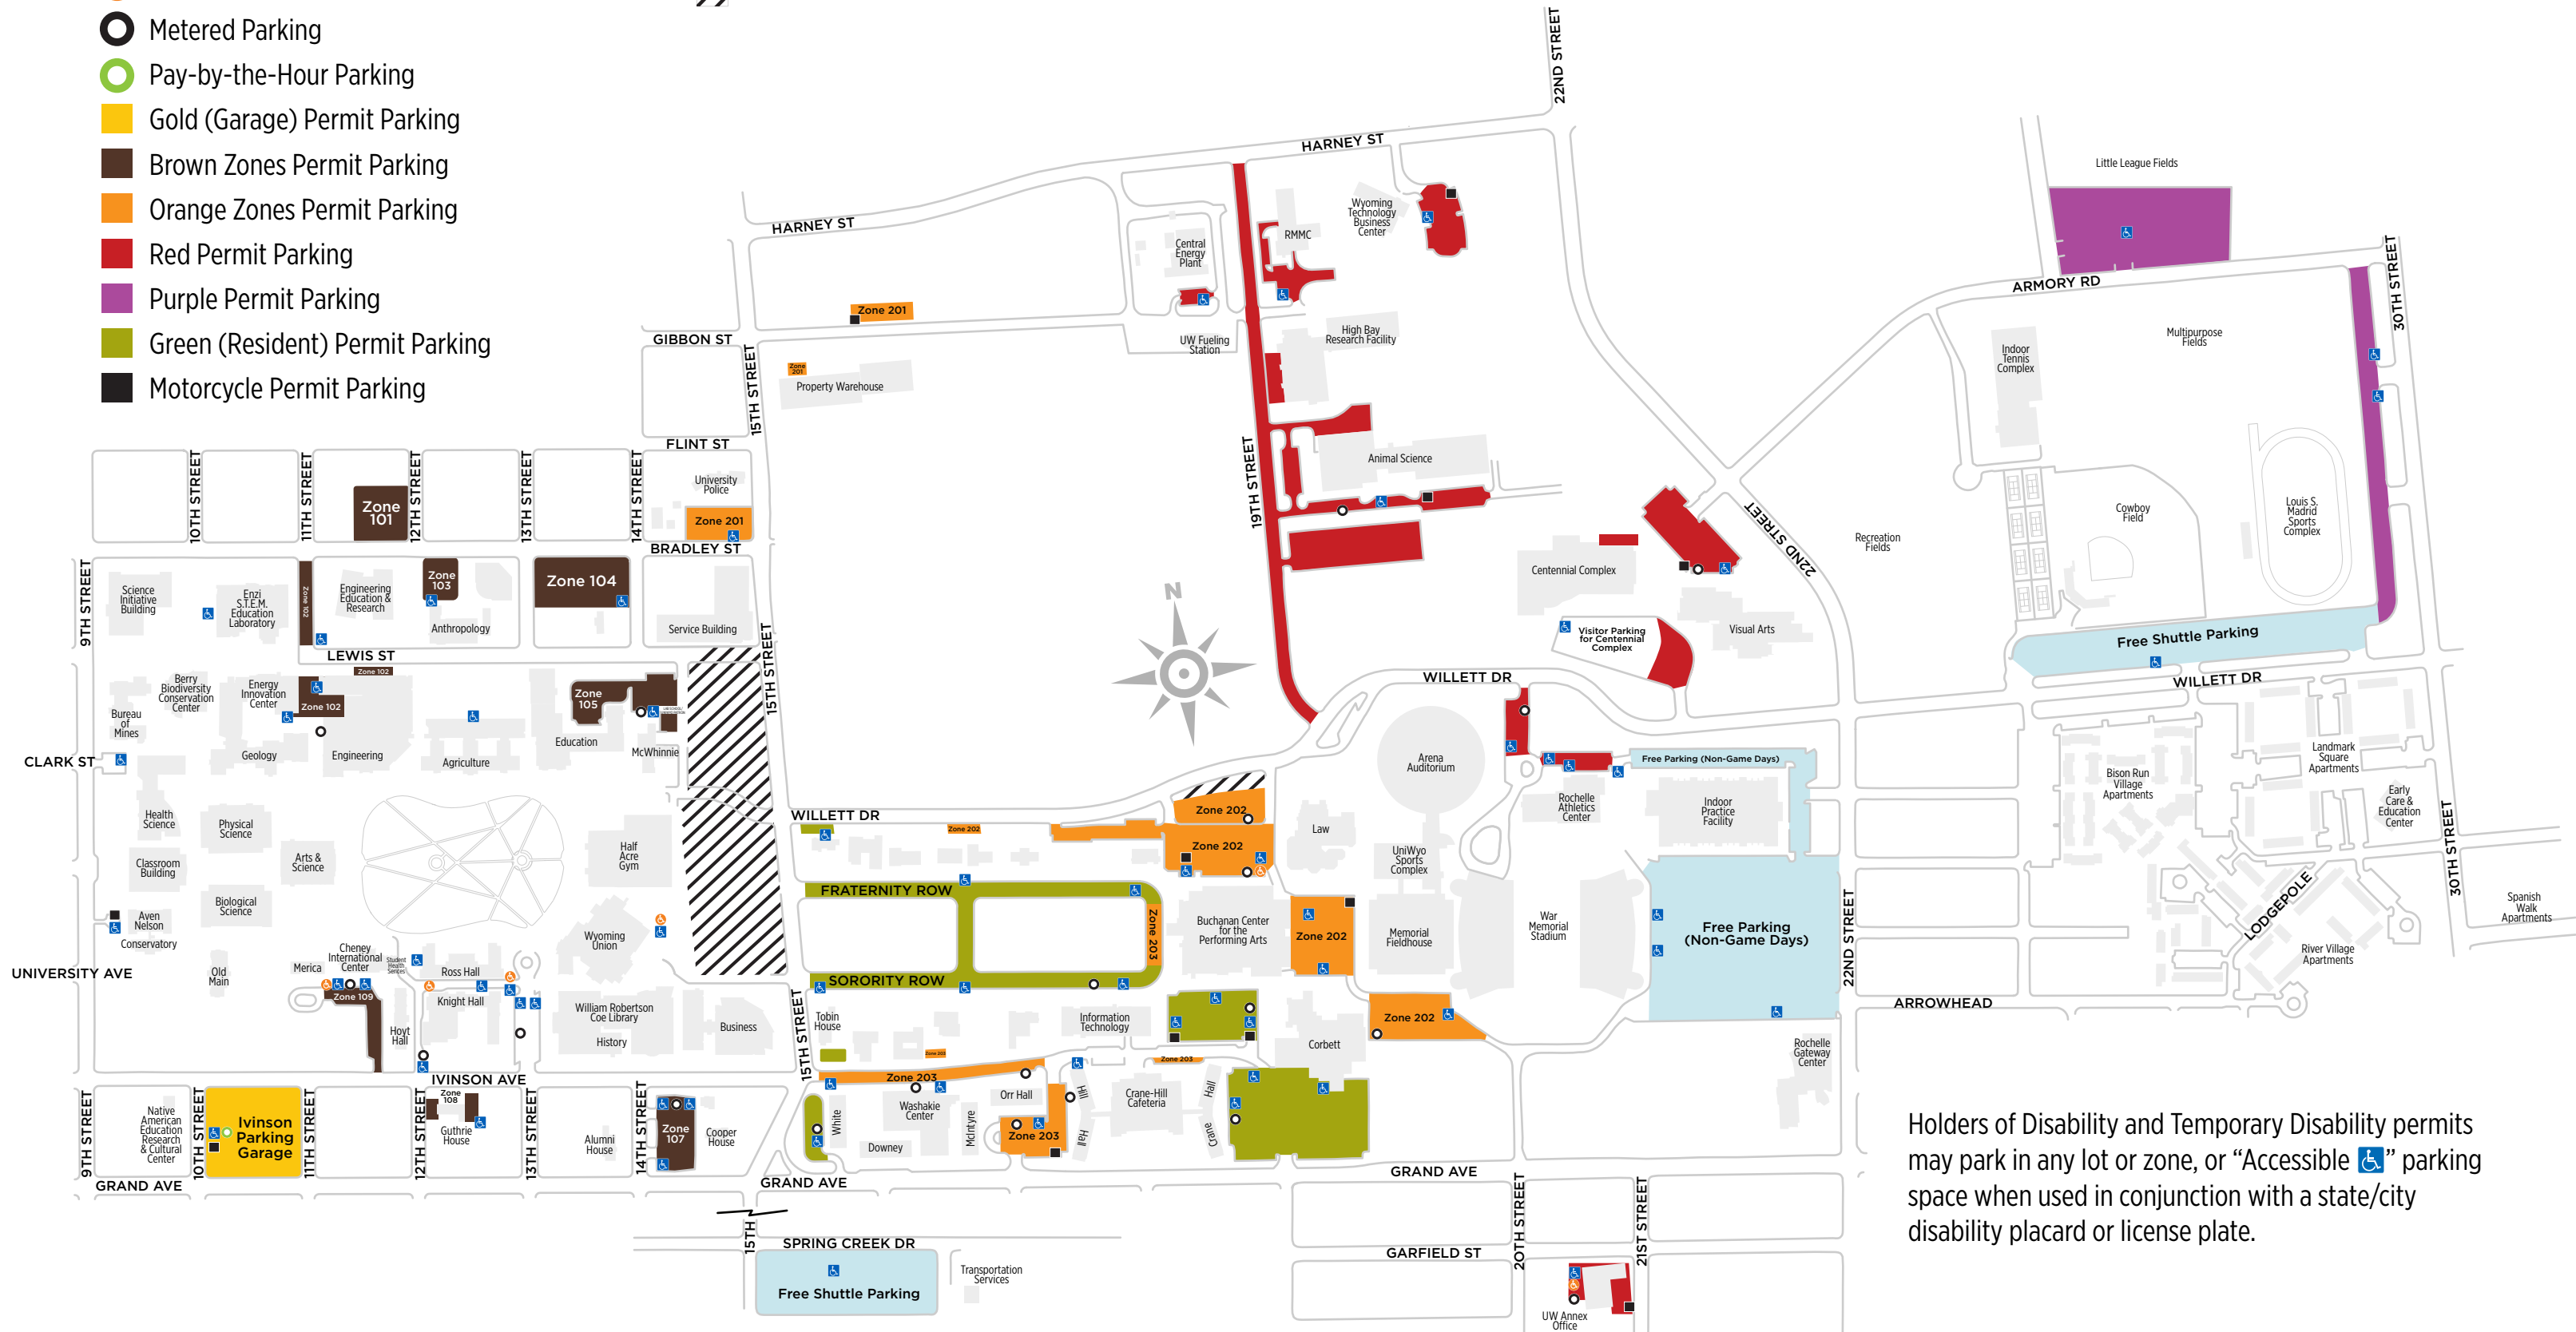 Metered Parking
Pay-by-the-Hour Parking
Gold (Garage) Permit Parking
Brown Zones Permit Parking
Orange Zones Permit Parking
Red Permit Parking
Purple Permit Parking
Green (Resident) Permit Parking
Motorcycle Permit Parking
22ND STREET
HARNEY ST
HARNEY ST
Little League Fields
Wyoming
Technology
Business
Center
RMMC
Central
Energy
Plant
ARMORY RD
30TH STREET
Zone 201
GIBBON ST
UW Fueling
Station
High Bay
Research Facility
Multipurpose
Fields
Indoor
Tennis
Complex
Zone
201
Property Warehouse
15TH STREET
FLINT ST
10TH STREET
11TH STREET
12TH STREET
13TH STREET
14TH STREET
University
Police
Animal Science
19TH STREET
Zone
101
Zone 201
22ND STREET
Recreation
Fields
Cowboy
Field
Louis S.
Madrid
Sports
Complex
BRADLEY ST
9TH STREET
Science
Initiative
Building
Enzi
S.T.E.M.
Education
Laboratory
Zone 102
Engineering
Education &
Research
Zone
103
Anthropology
Zone 104
Service Building
Centennial Complex
N
Visitor Parking
for Centennial
Complex
Visual Arts
Free Shuttle Parking
LEWIS ST
Zone 102
15TH STREET
WILLETT DR
WILLETT DR
Berry
Biodiversity
Conservation
Center
Energy
Innovation
Center
Zone 102
Zone
105
Bureau
of
Mines
Geology
Engineering
Agriculture
Education
McWhinnie
CLARK ST
Arena
Auditorium
Free Parking (Non-Game Days)
Landmark
Square
Apartments
Bison Run
Village
Apartments
Early
Care &
Education
Center
Rochelle
Athletics
Center
Indoor
Practice
Facility
WILLETT DR
Zone 202
Zone 202
Zone 202
Law
Health
Science
Physical
Science
Half
Acre
Gym
Classroom
Building
Arts &
Science
UniWyo
Sports
Complex
30TH STREET
FRATERNITY ROW
Biological
Science
Aven
Nelson
Conservatory
Zone 203
Buchanan Center
for the
Performing Arts
Zone 202
Memorial
Fieldhouse
War
Memorial
Stadium
Free Parking
(Non-Game Days)
22ND STREET
LODGEPOLE
Spanish
Walk
Apartments
River Village
Apartments
Wyoming
Union
UNIVERSITY AVE
Old
Main
Merica
Cheney
International
Center
Student
Health
Services
Ross Hall
SORORITY ROW
Zone 109
Knight Hall
William Robertson
Coe Library
History
Business
15TH STREET
Tobin
House
Information
Technology
Corbett
Zone 202
ARROWHEAD
Hoyt
Hall
Rochelle
Gateway
Center
Zone 203
Zone 203
Zone 203
IVINSON AVE
9TH STREET
Native
American
Education
Research
& Cultural
Center
10TH STREET
Ivinson
Parking
Garage
11TH STREET
12TH STREET
Zone
108
Guthrie
House
13TH STREET
Alumni
House
14TH STREET
Zone
107
Cooper
House
White
Washakie
Center
Downey
McIntyre
Orr Hall
Zone 203
Hill
Hall
Crane-Hill
Cafeteria
Hall
Crane
GRAND AVE
GRAND AVE
GRAND AVE
Holders of Disability and Temporary Disability permits
may park in any lot or zone, or “Accessible ” parking
space when used in conjunction with a state/city
disability placard or license plate.
15TH
SPRING CREEK DR
Free Shuttle Parking
Transportation
Services
20TH STREET
21ST STREET
GARFIELD ST
UW Annex
Office